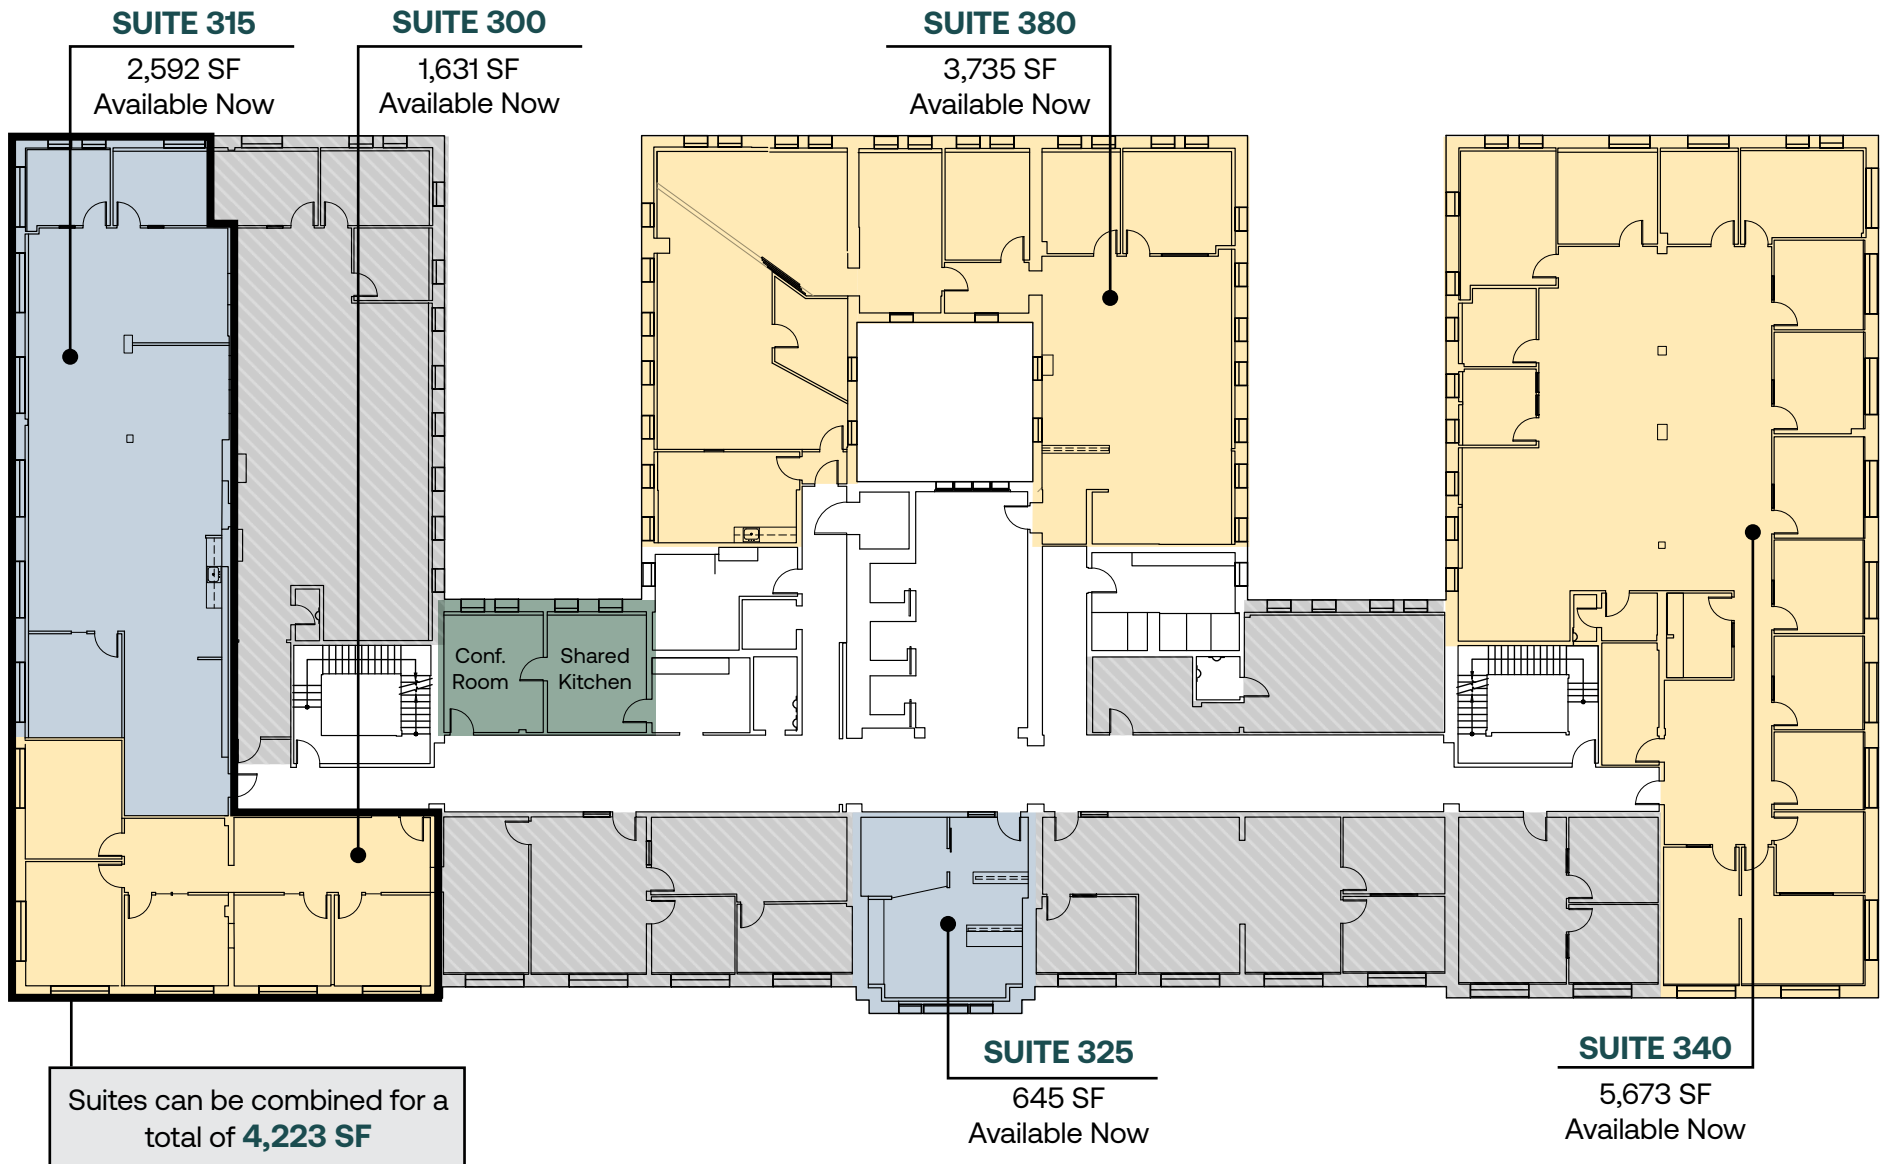 SUITE 315
2,592 SF
Available Now
SUITE 300
1,631 SF
Available Now
SUITE 380
3,735 SF
Available Now
Conf.
Room
Shared
Kitchen
Suites can be combined for a
total of 4,223 SF
SUITE 325
645 SF
Available Now
SUITE 340
5,673 SF
Available Now